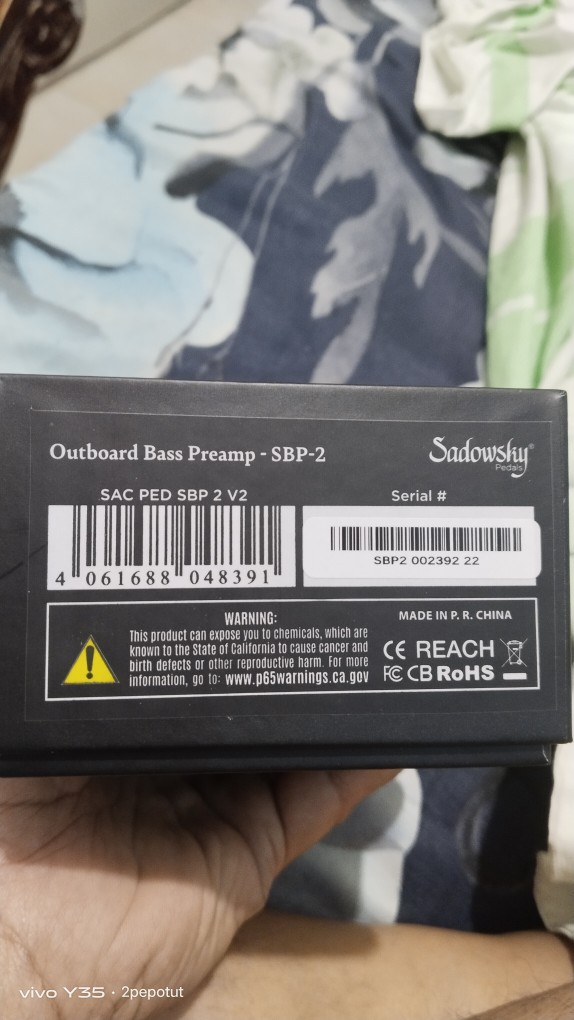 Outboard Bass Preamp - SBP-2
Sadowsky®
Pedals
SAC PED SBP 2 V2
Serial #
4 061688 048391
SBP2 002392 22
WARNING:
This product can expose you to chemicals, which are
known to the State of California to cause cancer and
birth defects or other reproductive harm. For more
information, go to: www.p65warnings.ca.gov
MADE IN P. R. CHINA
CE REACH
FC CB RoHS
vivo Y35 · 2pepotut